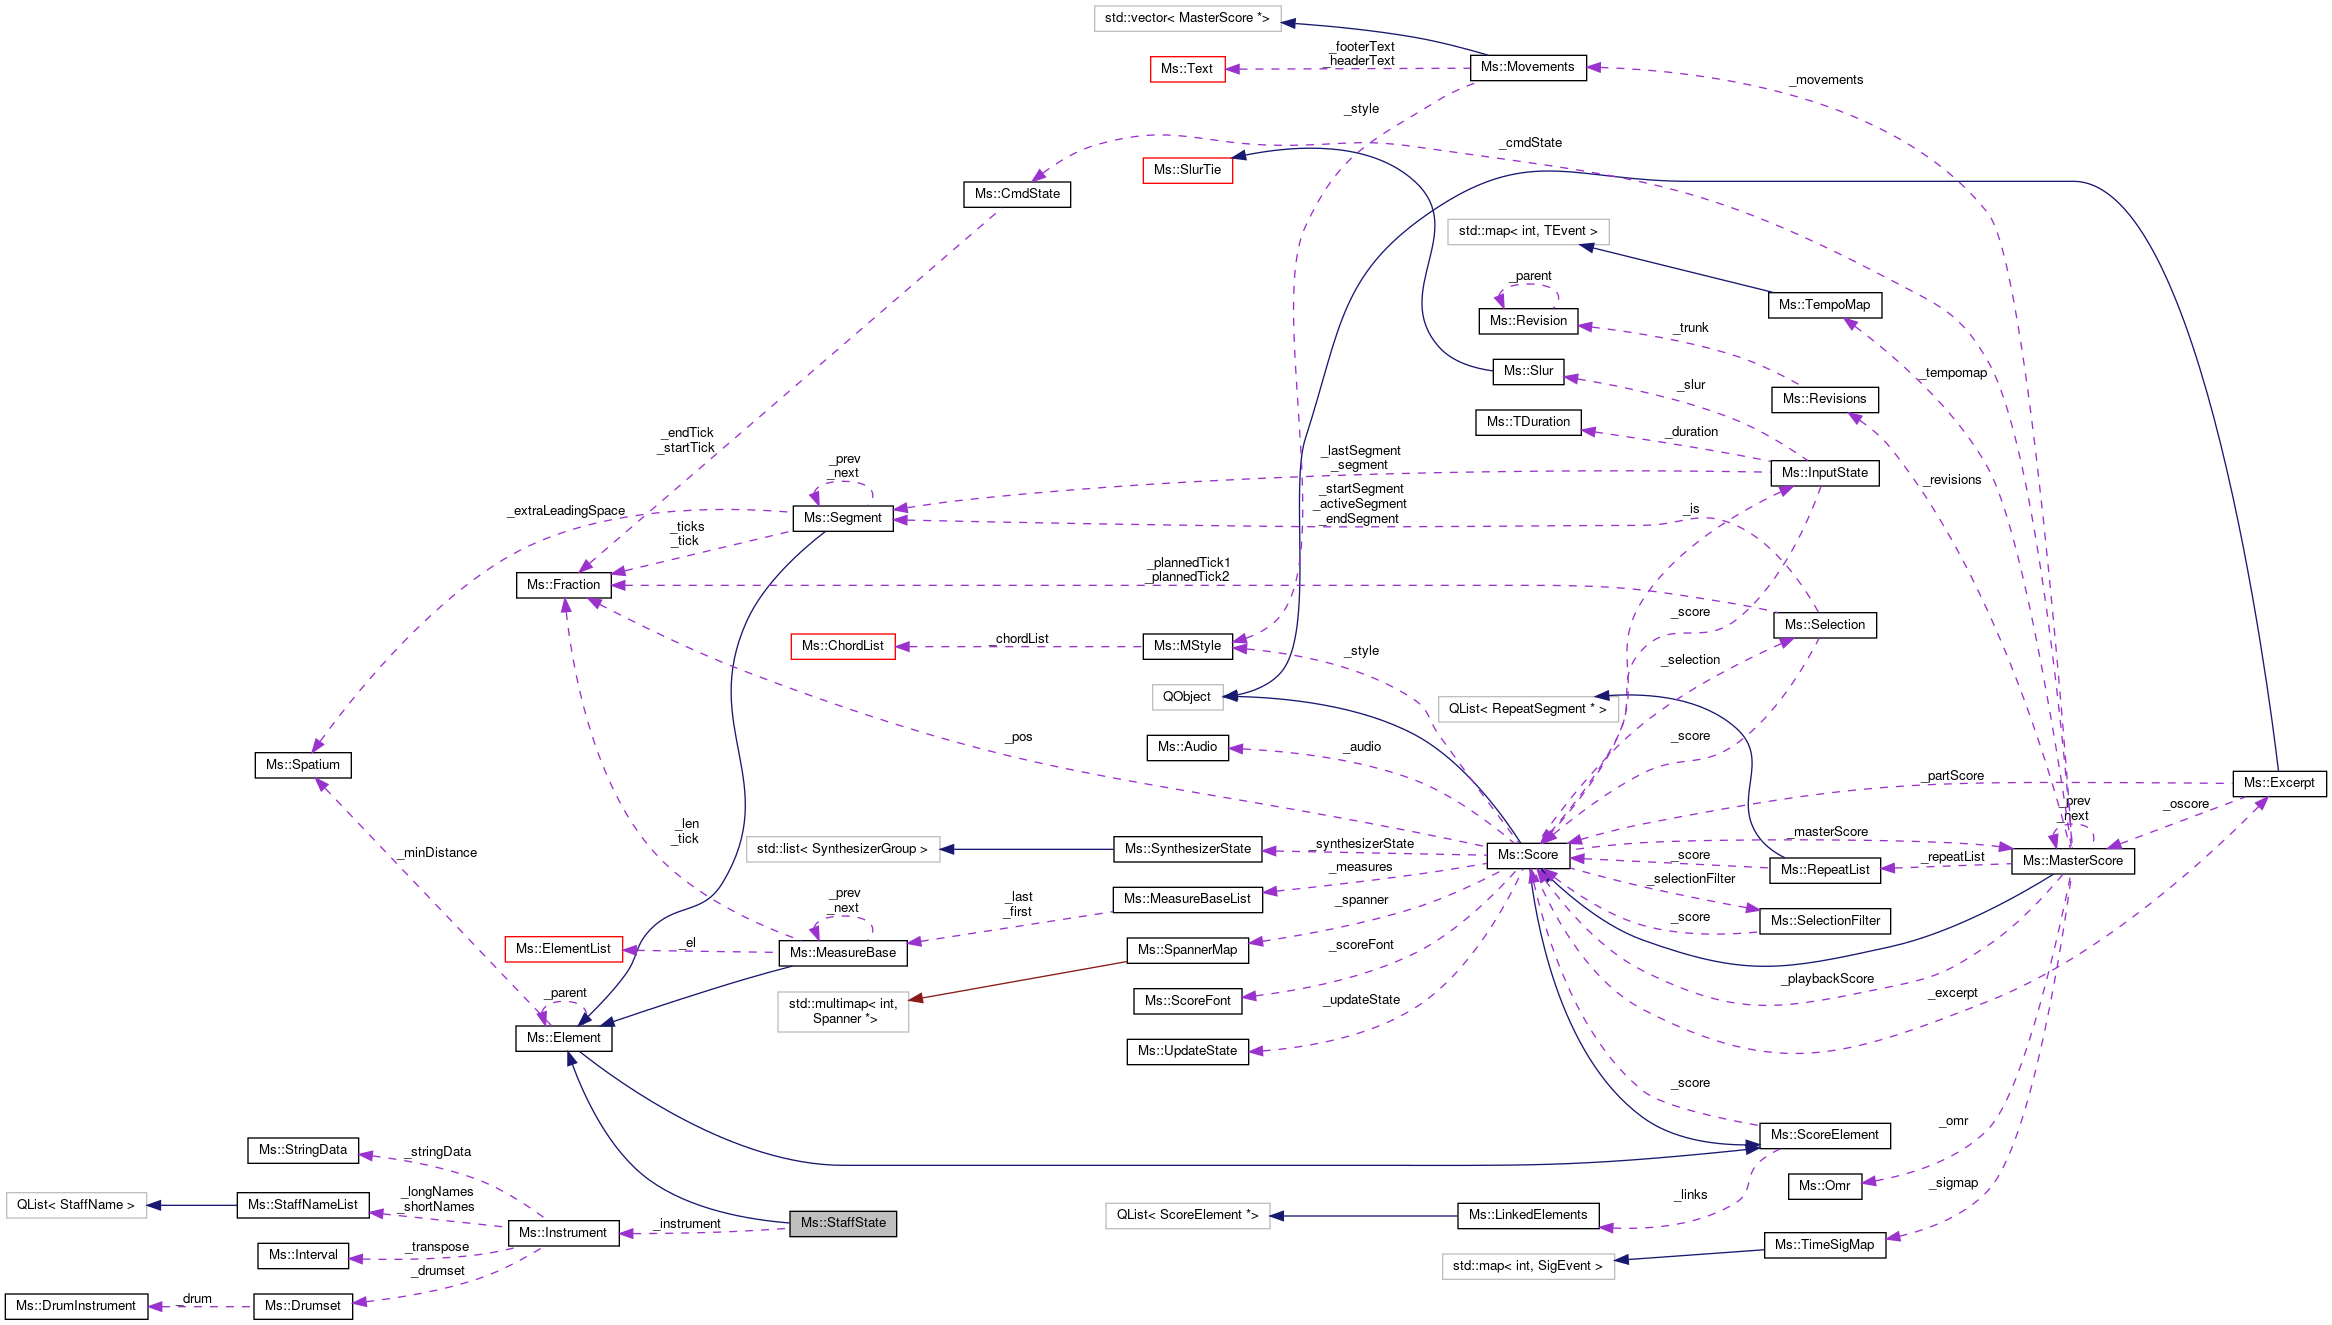 std::vector< MasterScore *>
_footerText
_headerText
Ms::Text
Ms::Movements
_movements
_style
_cmdState
Ms::SlurTie
Ms::CmdState
std::map< int, TEvent >
_parent
Ms::TempoMap
Ms::Revision
_trunk
Ms::Slur
_tempomap
_slur
Ms::Revisions
Ms::TDuration
_duration
_endTick
_startTick
_lastSegment
_segment
Ms::InputState
_prev
_next
_revisions
_startSegment
_activeSegment
_endSegment
_is
_extraLeadingSpace
Ms::Segment
_ticks
_tick
_plannedTick1
_plannedTick2
Ms::Fraction
_score
Ms::Selection
Ms::ChordList
_chordList
Ms::MStyle
_style
_selection
QObject
QList< RepeatSegment * >
_pos
Ms::Audio
_audio
_score
Ms::Spatium
_partScore
Ms::Excerpt
_oscore
_prev
_next
_len
_tick
_masterScore
_minDistance
std::list< SynthesizerGroup >
Ms::SynthesizerState
_synthesizerState
Ms::Score
_score
Ms::RepeatList
_repeatList
Ms::MasterScore
_measures
_selectionFilter
_prev
_next
_last
_first
Ms::MeasureBaseList
_spanner
_score
Ms::SelectionFilter
Ms::ElementList
_el
Ms::MeasureBase
Ms::SpannerMap
_scoreFont
_playbackScore
_excerpt
_parent
std::multimap< int,
Spanner *>
Ms::ScoreFont
_updateState
Ms::Element
Ms::UpdateState
_score
_omr
Ms::ScoreElement
Ms::StringData
_stringData
Ms::Omr
_sigmap
_longNames
_shortNames
QList< StaffName >
Ms::StaffNameList
_links
QList< ScoreElement *>
Ms::LinkedElements
Ms::Instrument
_instrument
Ms::StaffState
Ms::Interval
_transpose
Ms::TimeSigMap
std::map< int, SigEvent >
_drumset
Ms::DrumInstrument
_drum
Ms::Drumset